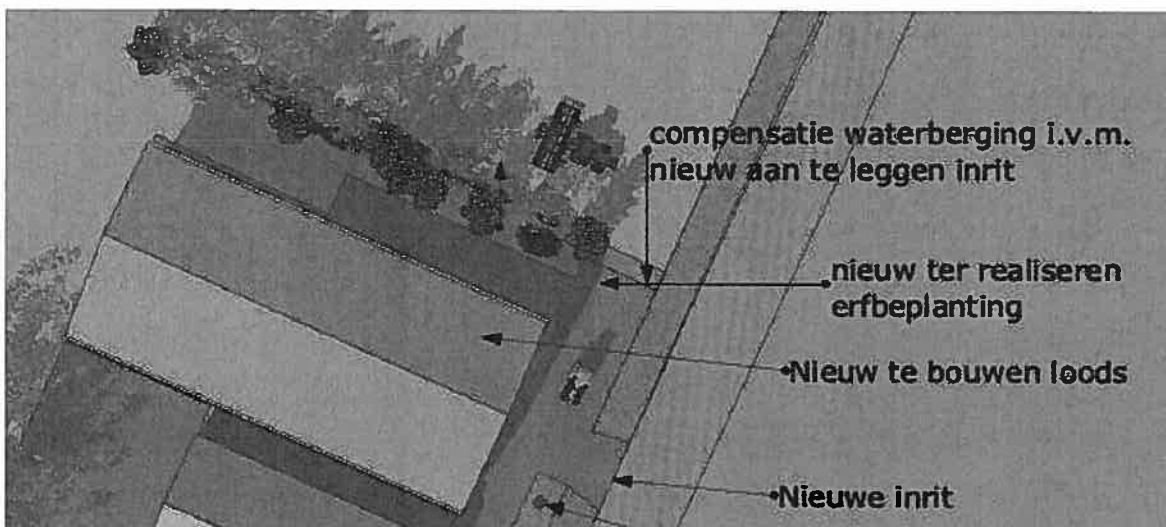 compensatie waterberging i.v.m.
nieuw aan te leggen inrit
nieuw ter realiseren
erfbeplanting
Nieuw te bouwen loods
Nieuwe inrit